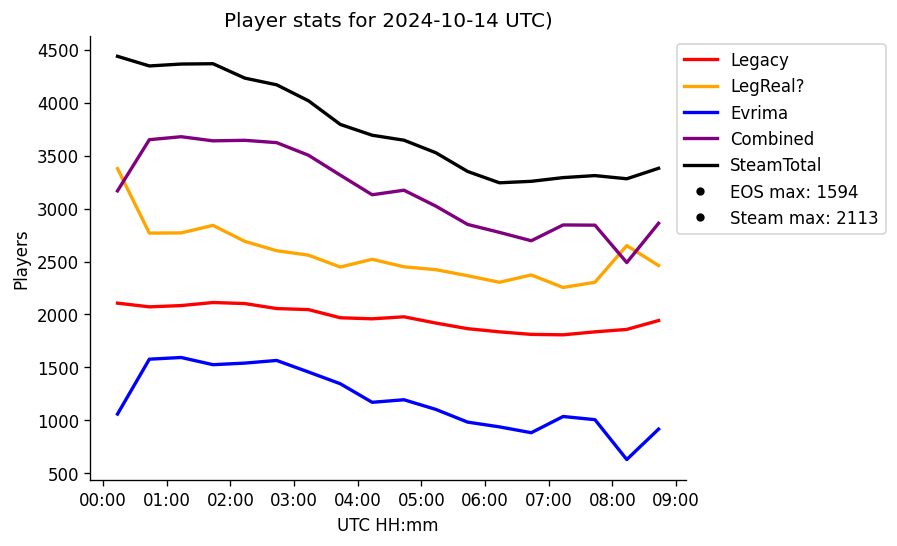 Player stats for 2024-10-14 UTC)
4500
4000
3500
3000
2500
2000
1500
1000
500
Players
00:00 01:00 02:00 03:00 04:00 05:00 06:00 07:00 08:00 09:00
UTC HH:mm
Legacy
LegReal?
Evrima
Combined
SteamTotal
EOS max: 1594
Steam max: 2113